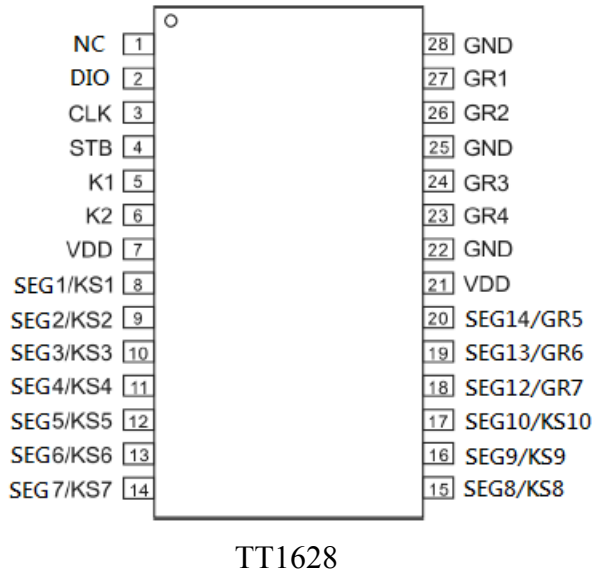 NC 1 28 GND
DIO 2 27 GR1
CLK 3 26 GR2
STB 4 25 GND
K1 5 24 GR3
K2 6 23 GR4
VDD 7 22 GND
SEG1/KS1 8 21 VDD
SEG2/KS2 9 20 SEG14/GR5
SEG3/KS3 10 19 SEG13/GR6
SEG4/KS4 11 18 SEG12/GR7
SEG5/KS5 12 17 SEG10/KS10
SEG6/KS6 13 16 SEG9/KS9
SEG7/KS7 14 15 SEG8/KS8
TT1628